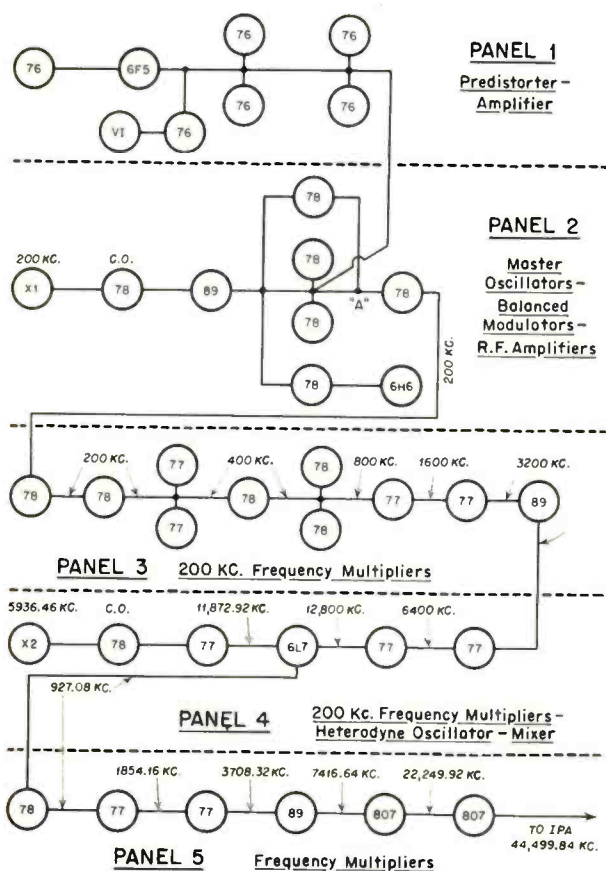 PANEL 1
Predistorter-
Amplifier
76
6F5
76
76
76
76
VI
76
PANEL 2
Master
Oscillators-
Balanced
Modulators-
R.F. Amplifiers
200 KC.
C.O.
X1
78
89
78
78
78
"A"
78
78
6H6
200 KC.
200 KC.
400 KC.
800 KC.
1600 KC.
3200 KC.
78
78
77
77
78
78
78
77
77
89
PANEL 3
200 KC. Frequency Multipliers
5936.46 KC.
C.O.
11,872.92 KC.
12,800 KC.
6400 KC.
X2
78
77
6L7
77
77
927.08 KC.
PANEL 4
200 Kc. Frequency Multipliers-
Heterodyne Oscillator-Mixer
1854.16 KC.
3708.32 KC.
7416.64 KC.
22,249.92 KC.
78
77
77
89
807
807
TO IPA
44,499.84 KC.
PANEL 5
Frequency Multipliers